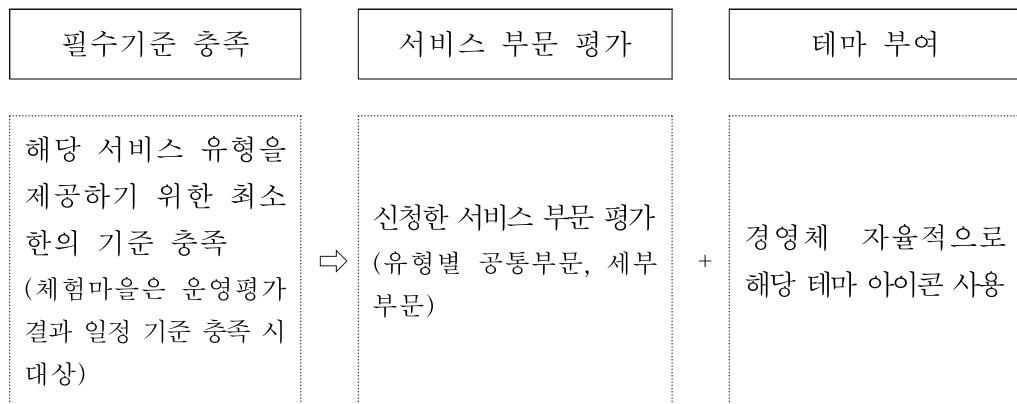 필수기준 충족
서비스 부문 평가
테마 부여
해당 서비스 유형을
제공하기 위한 최소
한의 기준 충족
(체험마을은 운영평가
결과 일정 기준 충족 시
대상)
⇨
신청한 서비스 부문 평가
(유형별 공통부문, 세부
부문)
+
경영체 자율적으로
해당 테마 아이콘 사용